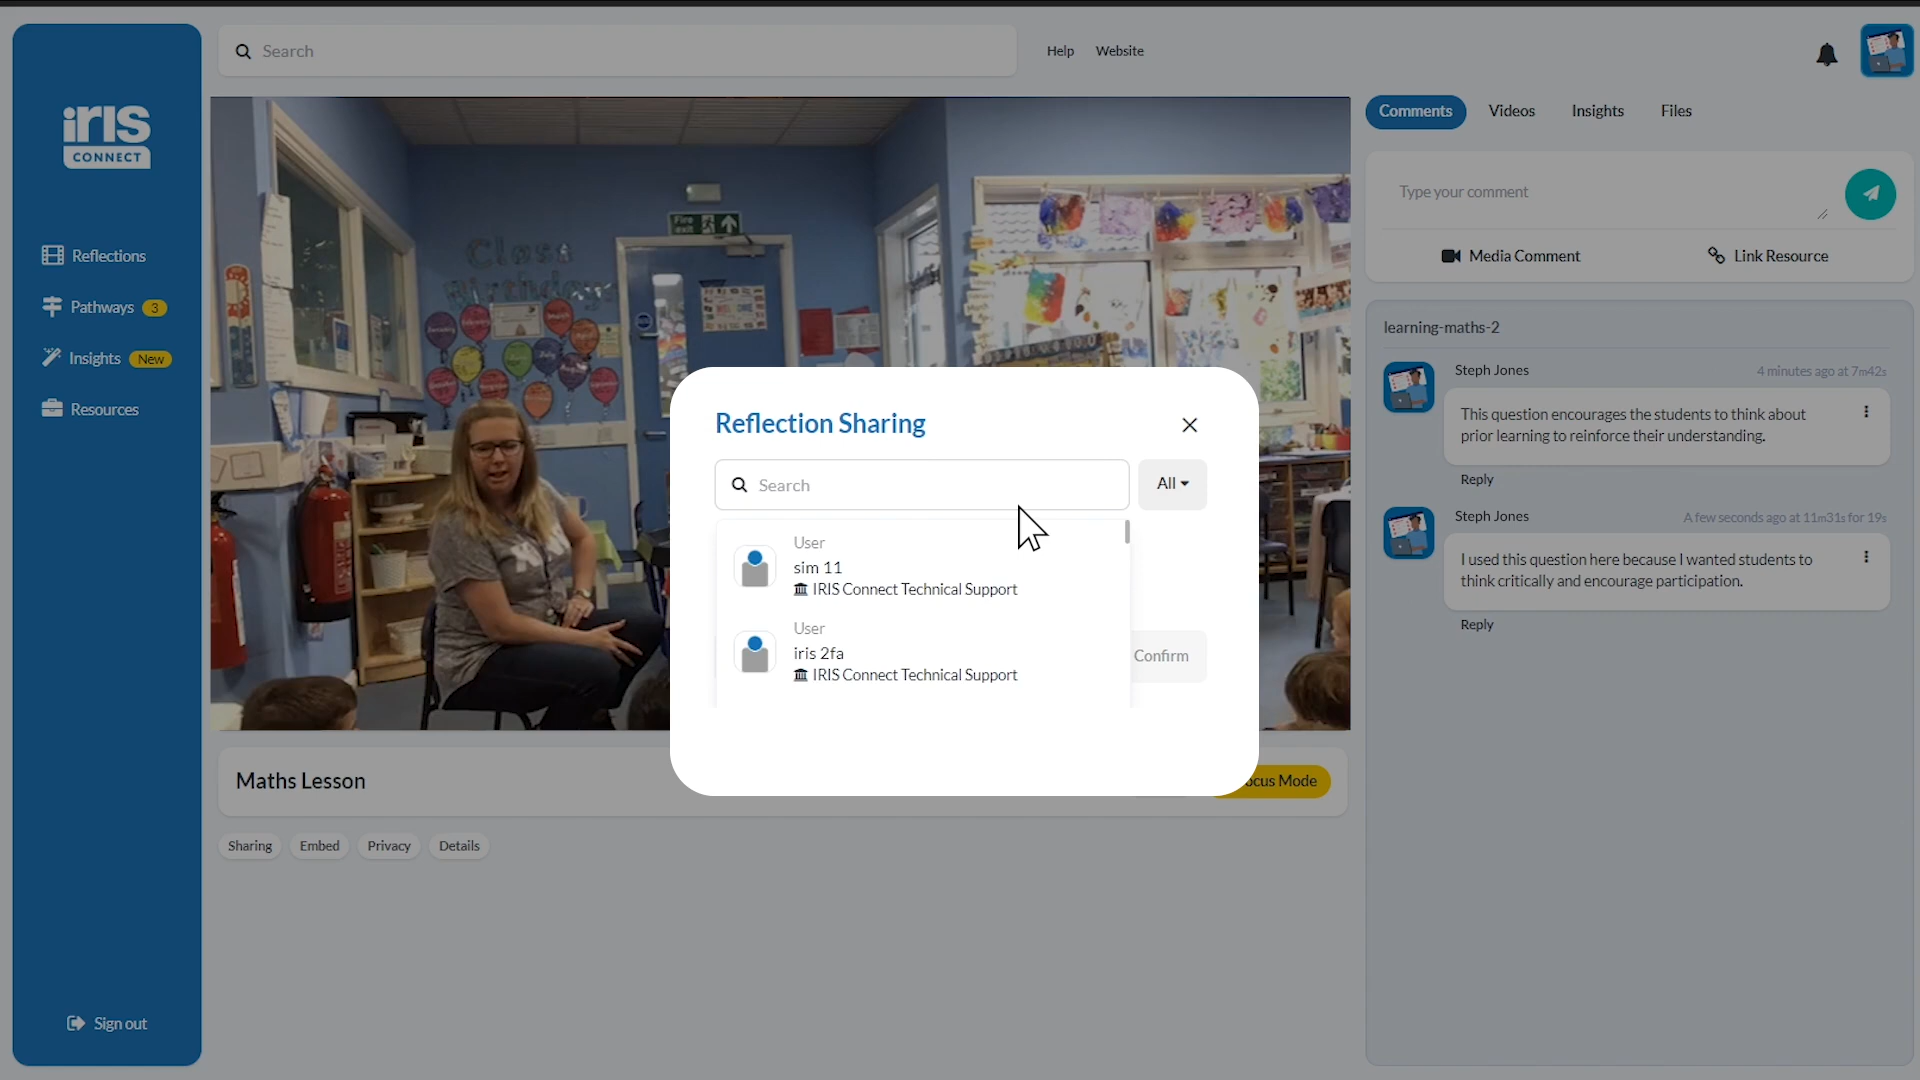 iris
CONNECT
Reflections
Pathways 3
Insights New
Resources
Sign out
Search
Help
Website
Fire exit
Class
Birthdays
Comments
Videos
Insights
Files
Type your comment
Media Comment
Link Resource
learning-maths-2
Steph Jones
4 minutes ago at 7m42s
This question encourages the students to think about
prior learning to reinforce their understanding.
Reply
Steph Jones
A few seconds ago at 11m31s for 19s
I used this question here because I wanted students to
think critically and encourage participation.
Reply
Reflection Sharing
Search
All
User
sim 11
IRIS Connect Technical Support
User
iris 2fa
IRIS Connect Technical Support
Confirm
Maths Lesson
ocus Mode
Sharing
Embed
Privacy
Details